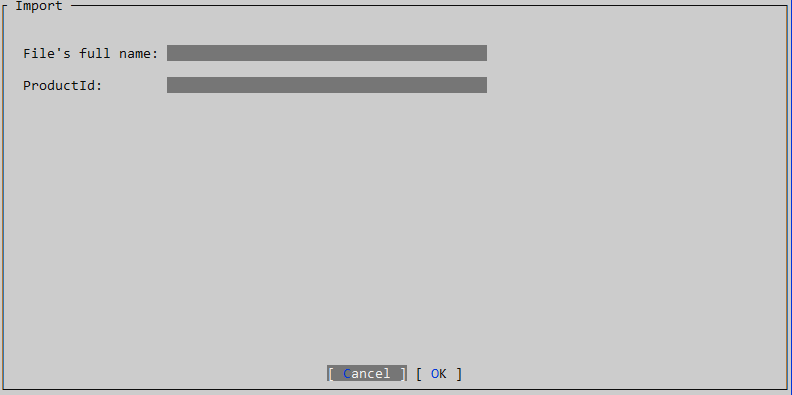 Import
File's full name:
ProductId:
[ Cancel ] [ OK ]